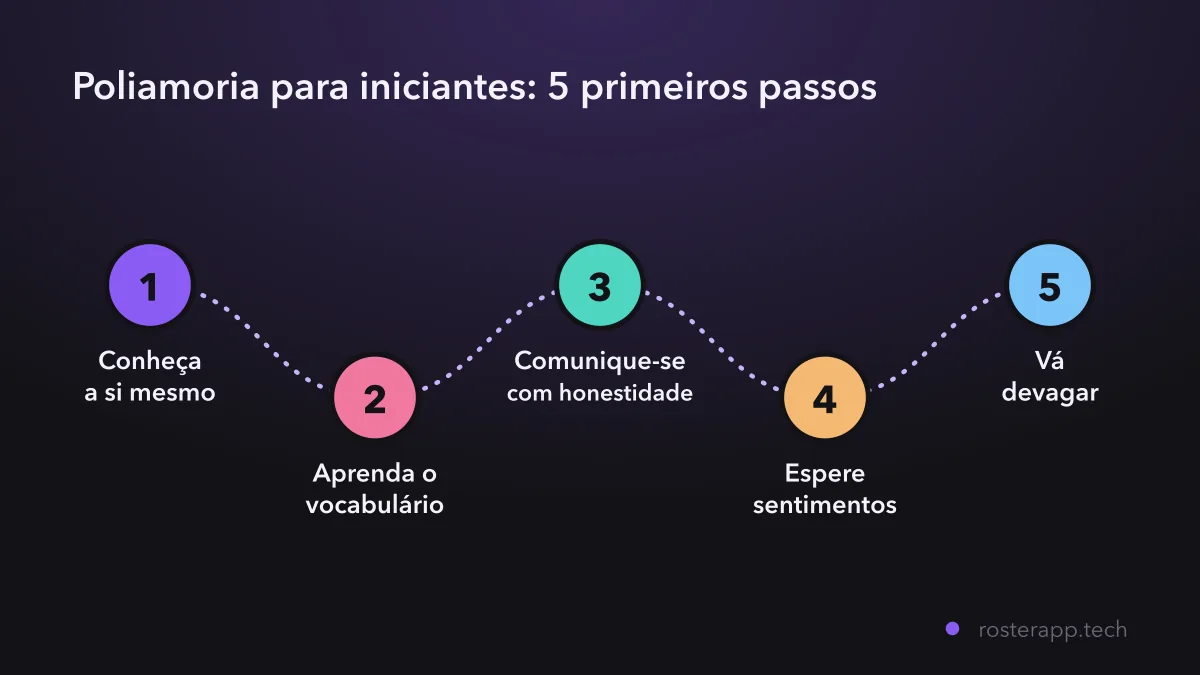 Poliamoria para iniciantes: 5 primeiros passos
1
Conheça
a si mesmo
2
Aprenda o
vocabulário
3
Comunique-se
com honestidade
4
Espere
sentimentos
5
Vá
devagar
rosterapp.tech